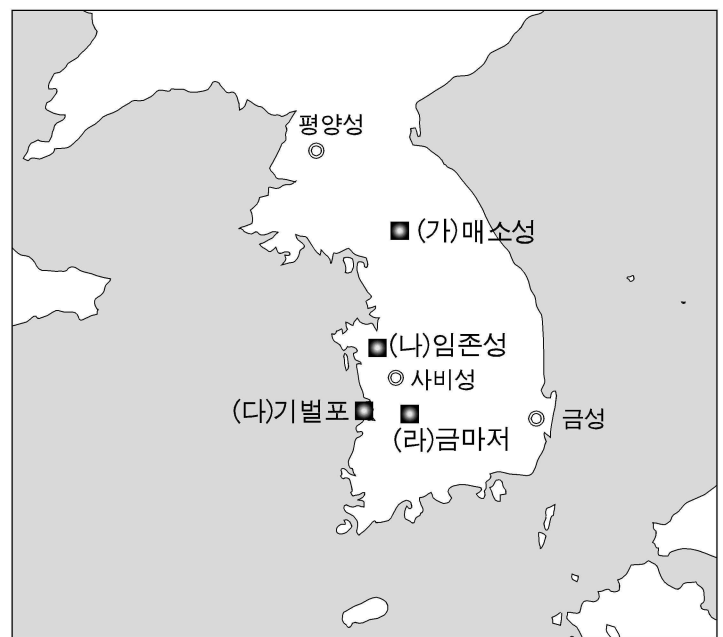 평양성
(가)매소성
(나)임존성
사비성
(다)기벌포
금성
(라)금마저